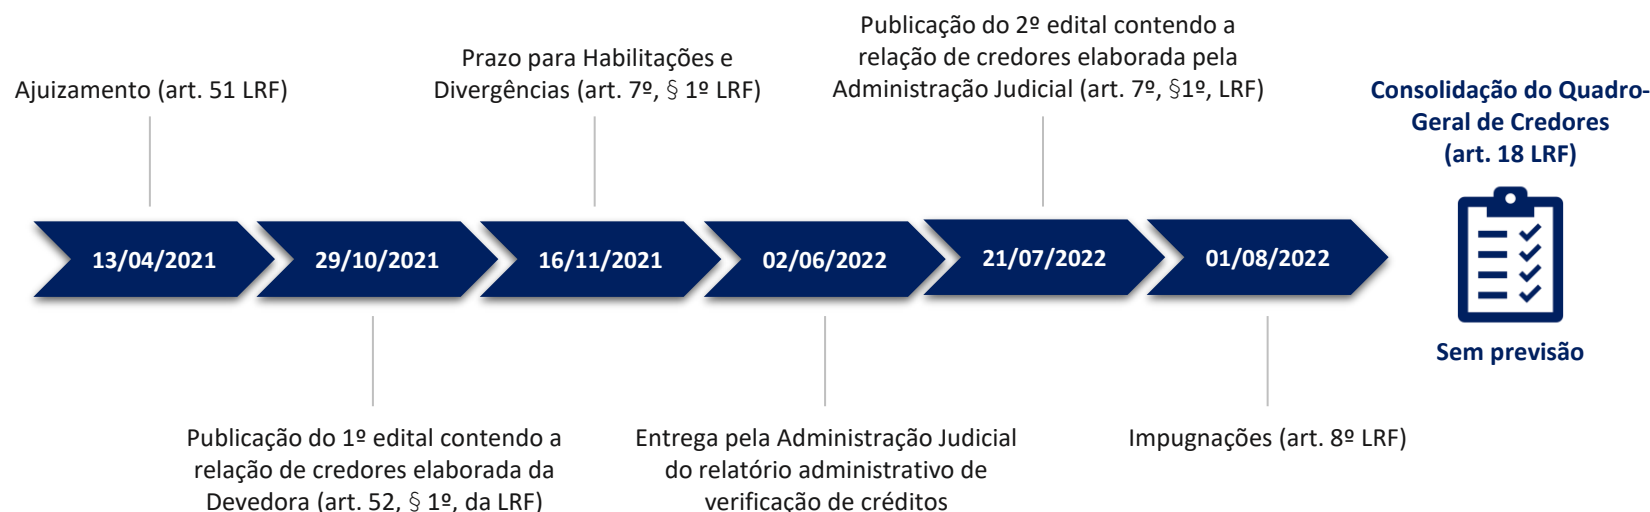 Ajuizamento (art. 51 LRF)
Prazo para Habilitações e
Divergências (art. 7º, § 1º LRF)
Publicação do 2º edital contendo a
relação de credores elaborada pela
Administração Judicial (art. 7º, §1º, LRF)
Consolidação do Quadro-
Geral de Credores
(art. 18 LRF)
13/04/2021
29/10/2021
16/11/2021
02/06/2022
21/07/2022
01/08/2022
Sem previsão
Publicação do 1º edital contendo a
relação de credores elaborada da
Devedora (art. 52, § 1º, da LRF)
Entrega pela Administração Judicial
do relatório administrativo de
verificação de créditos
Impugnações (art. 8º LRF)